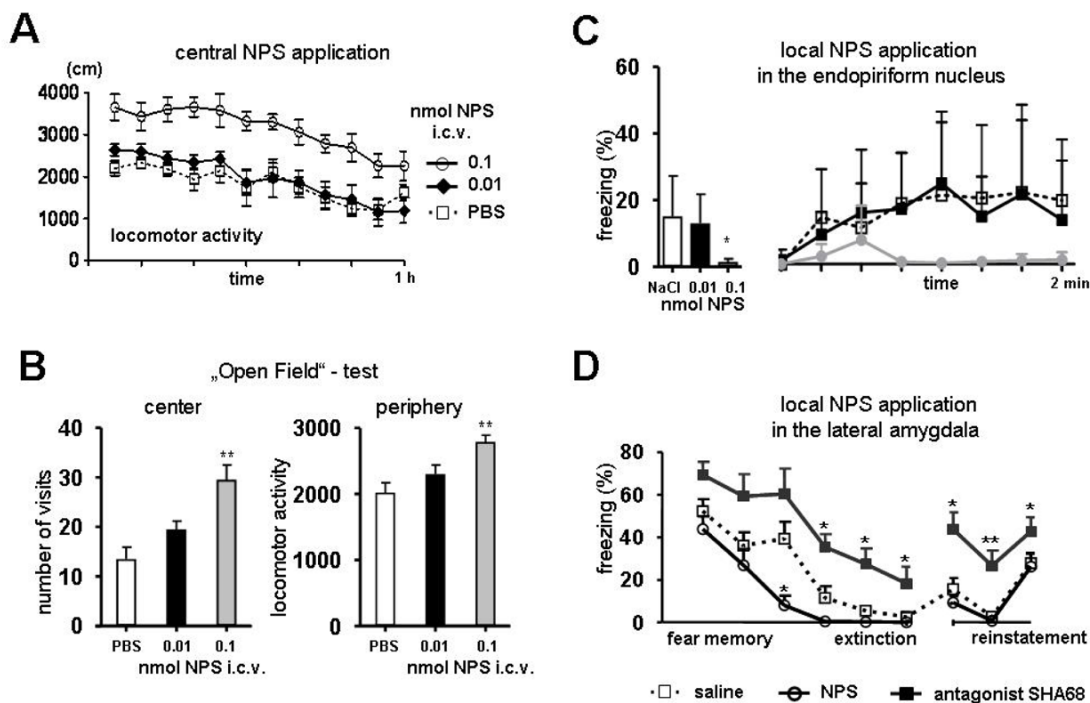 A
central NPS application
(cm)
4000
3000
2000
1000
0
locomotor activity
time
1 h
nmol NPS
i.c.v.
0.1
0.01
PBS
B
„Open Field“ - test
center
number of visits
40
30
20
10
0
**
PBS 0.01 0.1
nmol NPS i.c.v.
periphery
locomotor activity
3000
2000
1000
0
**
PBS 0.01 0.1
nmol NPS i.c.v.
C
local NPS application
in the endopiriform nucleus
freezing (%)
60
40
20
0
*
NaCl 0.01 0.1
nmol NPS
time
2 min
D
local NPS application
in the lateral amygdala
freezing (%)
80
60
40
20
0
* * * *
* ** *
fear memory extinction reinstatement
saline NPS antagonist SHA68